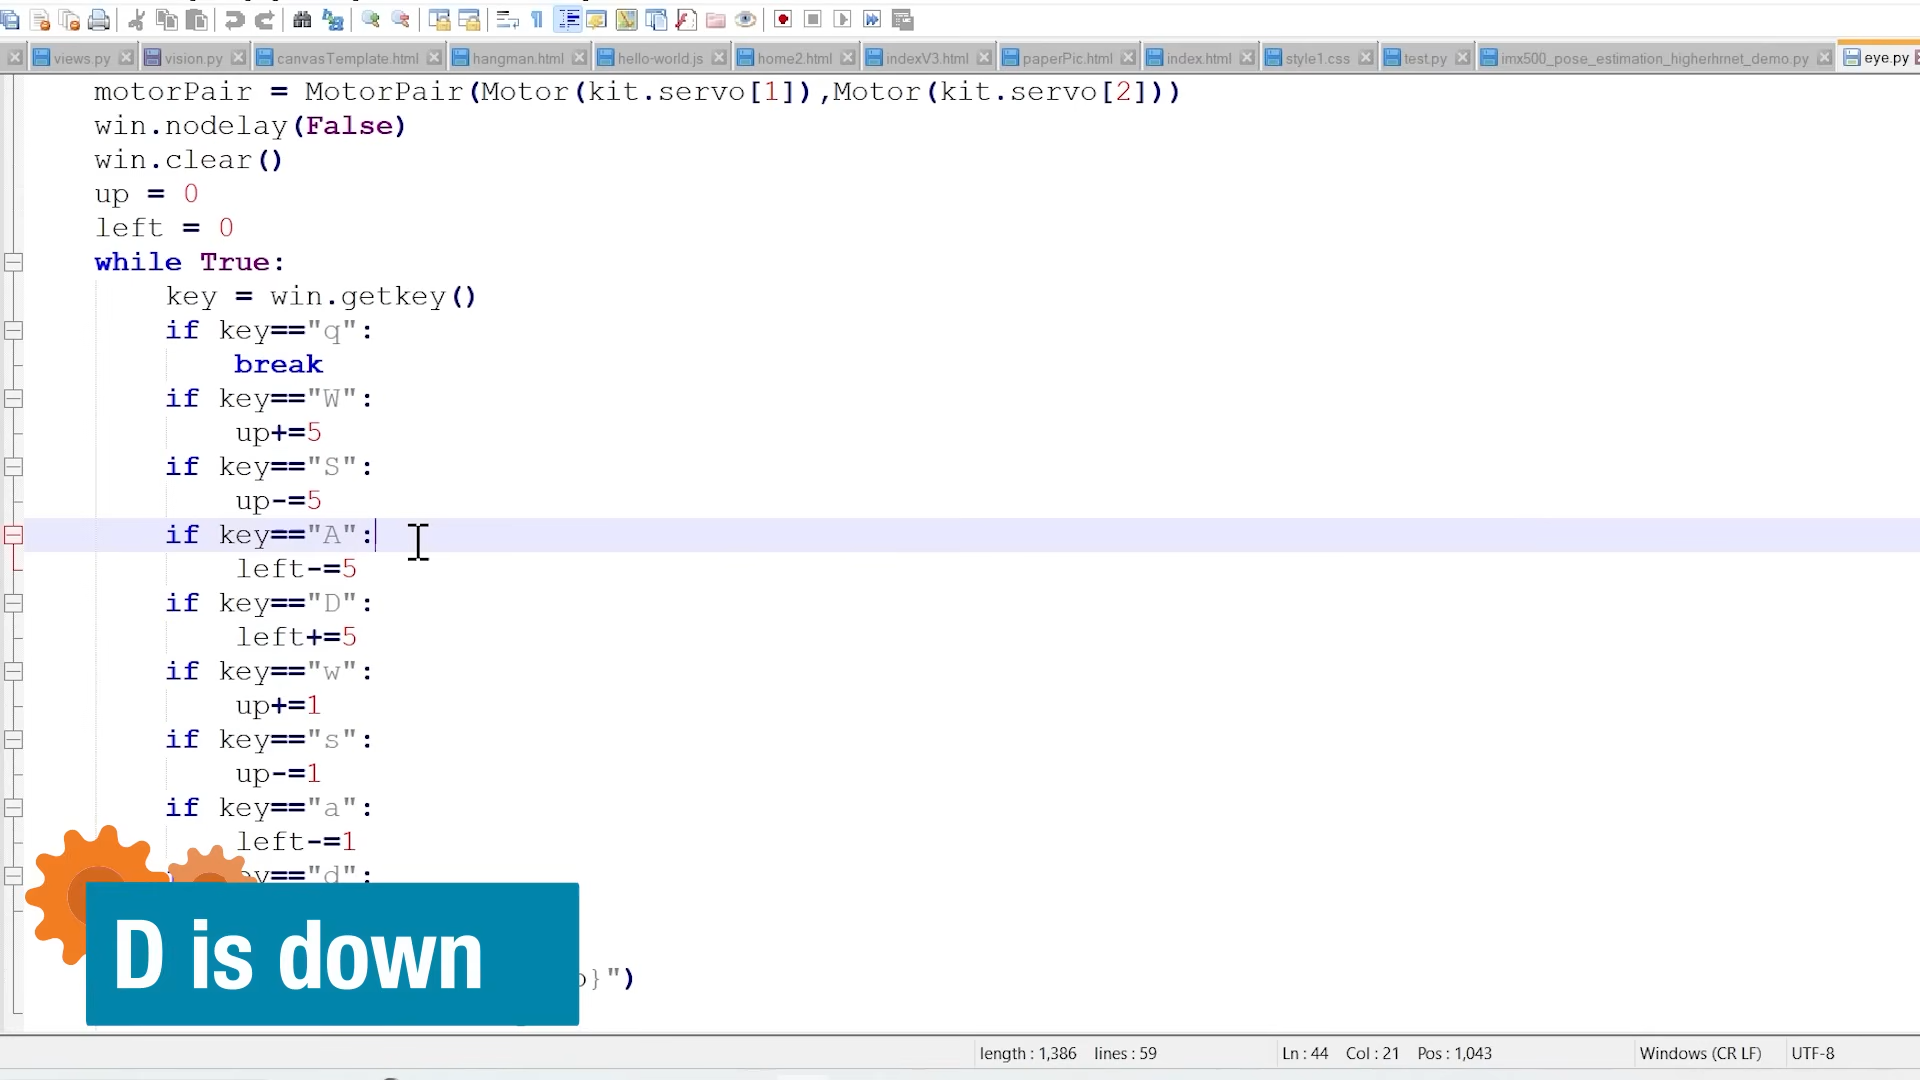 views.py vision.py canvasTemplate.html hangman.html hello-world.js home2.html indexV3.html paperPic.html index.html style1.css test.py imx500_pose_estimation_higherhrnet_demo.py eye.py
motorPair = MotorPair(Motor(kit.servo[1]),Motor(kit.servo[2]))
win.nodelay(False)
win.clear()
up = 0
left = 0
while True:
key = win.getkey()
if key=="q":
break
if key=="W":
up+=5
if key=="S":
up-=5
if key=="A":
left-=5
if key=="D":
left+=5
if key=="w":
up+=1
if key=="s":
up-=1
if key=="a":
left-=1
=="d":
}")
D is down
length : 1,386 lines : 59 Ln : 44 Col : 21 Pos : 1,043 Windows (CR LF) UTF-8